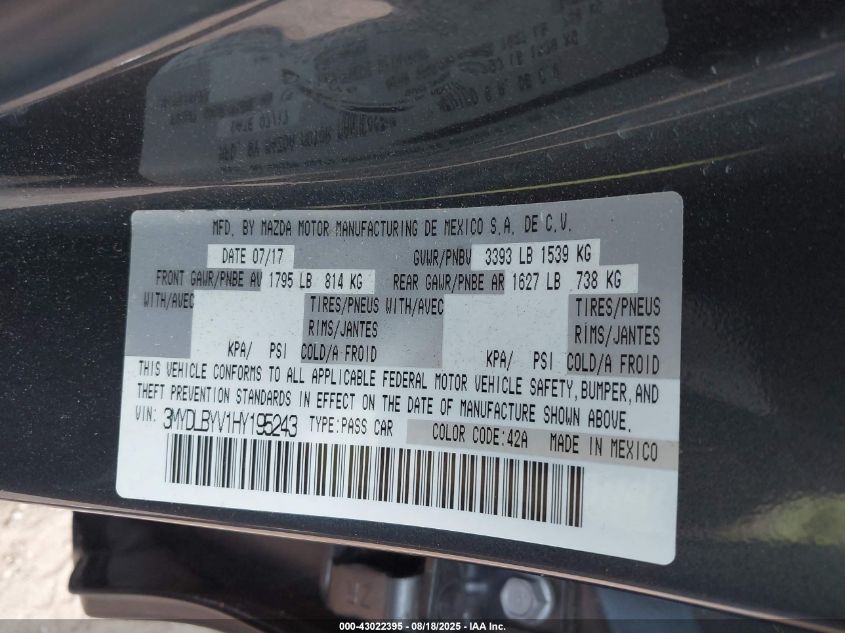 MFD. BY MAZDA MOTOR MANUFACTURING DE MEXICO S.A. DE C.V.
DATE 07/17 GVWR/PNBV 3393 LB 1539 KG
FRONT GAWR/PNBE AV 1795 LB 814 KG REAR GAWR/PNBE AR 1627 LB 738 KG
WITH/AVEC TIRES/PNEUS WITH/AVEC TIRES/PNEUS
RIMS/JANTES RIMS/JANTES
KPA/ PSI COLD/A FROID KPA/ PSI COLD/A FROID
THIS VEHICLE CONFORMS TO ALL APPLICABLE FEDERAL MOTOR VEHICLE SAFETY, BUMPER, AND
THEFT PREVENTION STANDARDS IN EFFECT ON THE DATE OF MANUFACTURE SHOWN ABOVE.
VIN: 3MYDLBYV1HY195243 TYPE: PASS CAR COLOR CODE: 42A MADE IN MEXICO
000-43022395 - 08/18/2025 - IAA Inc.